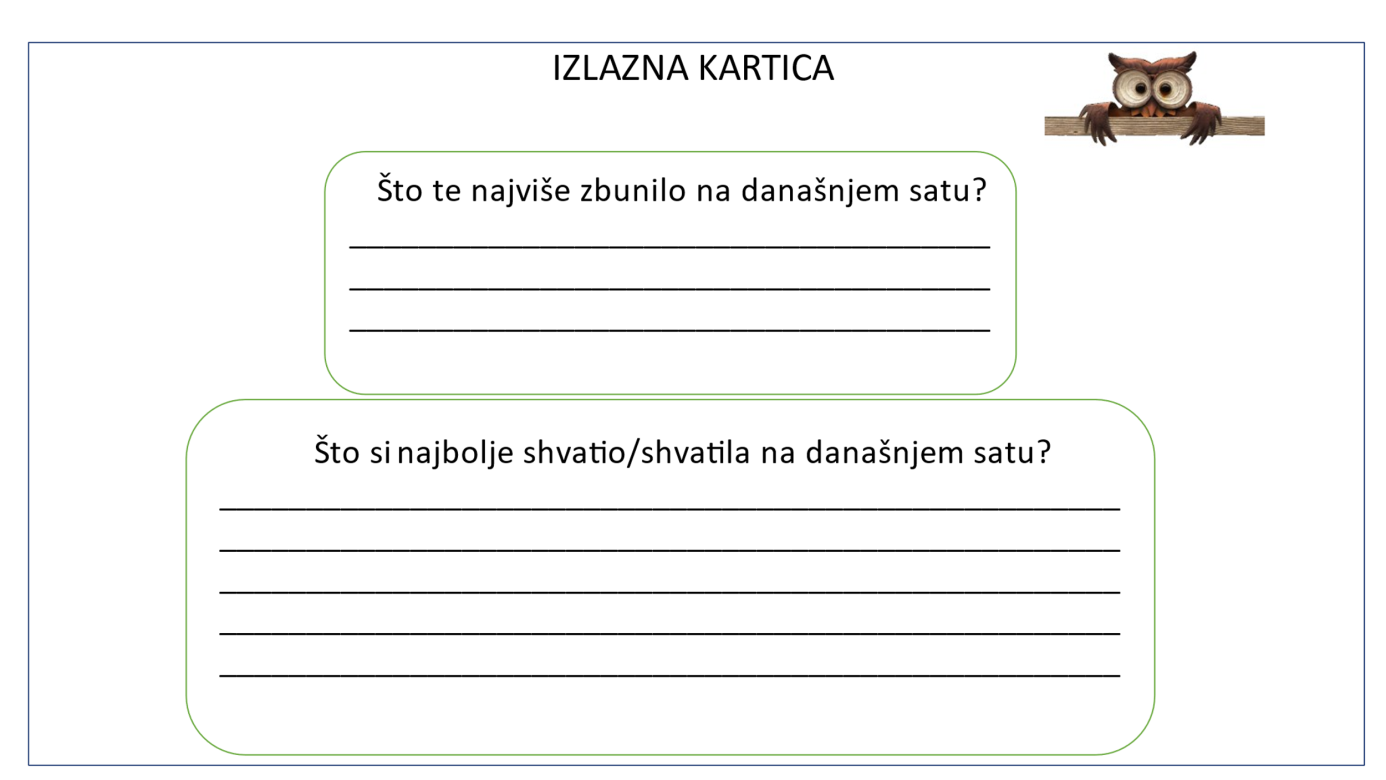 IZLAZNA KARTICA
Što te najviše zbunilo na današnjem satu?
Što si najbolje shvatio/shvatila na današnjem satu?